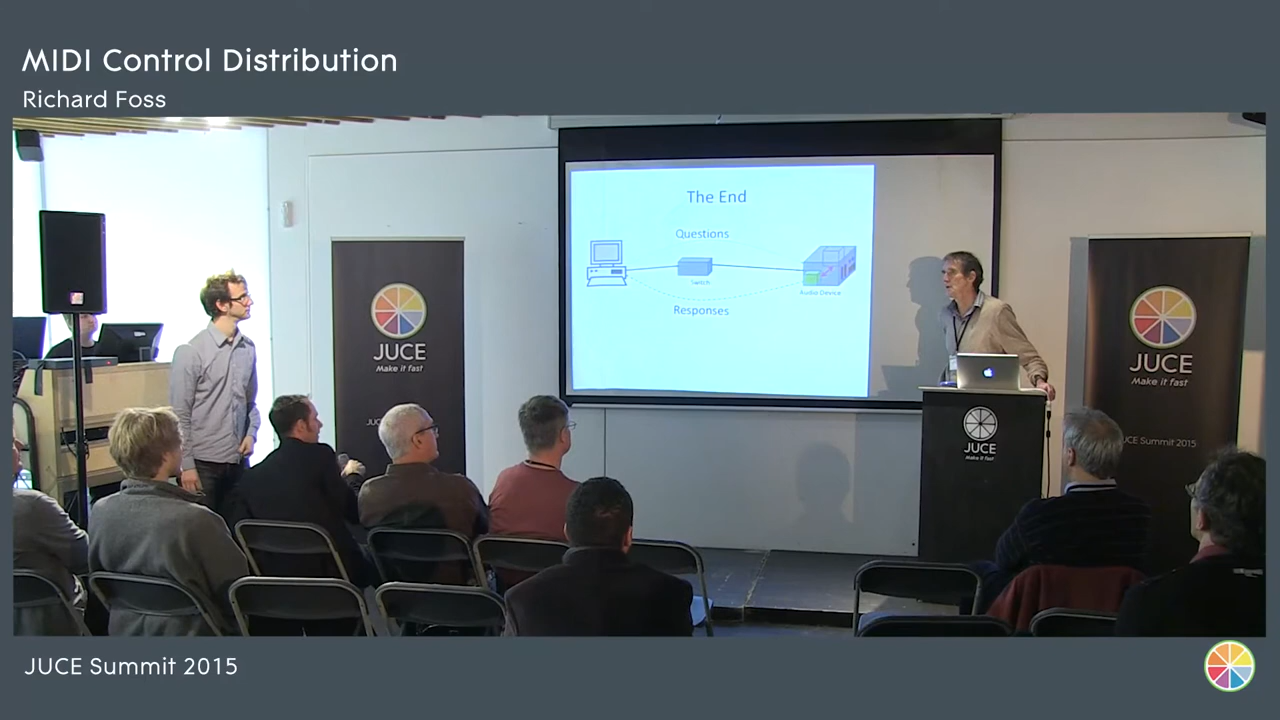 MIDI Control Distribution
Richard Foss
The End
Questions
Switch
Audio Device
Responses
JUCE
Make it fast
JUCE
Make it fast
JUCE Summit 2015
JUCE
Make it fast
JUCE Summit 2015